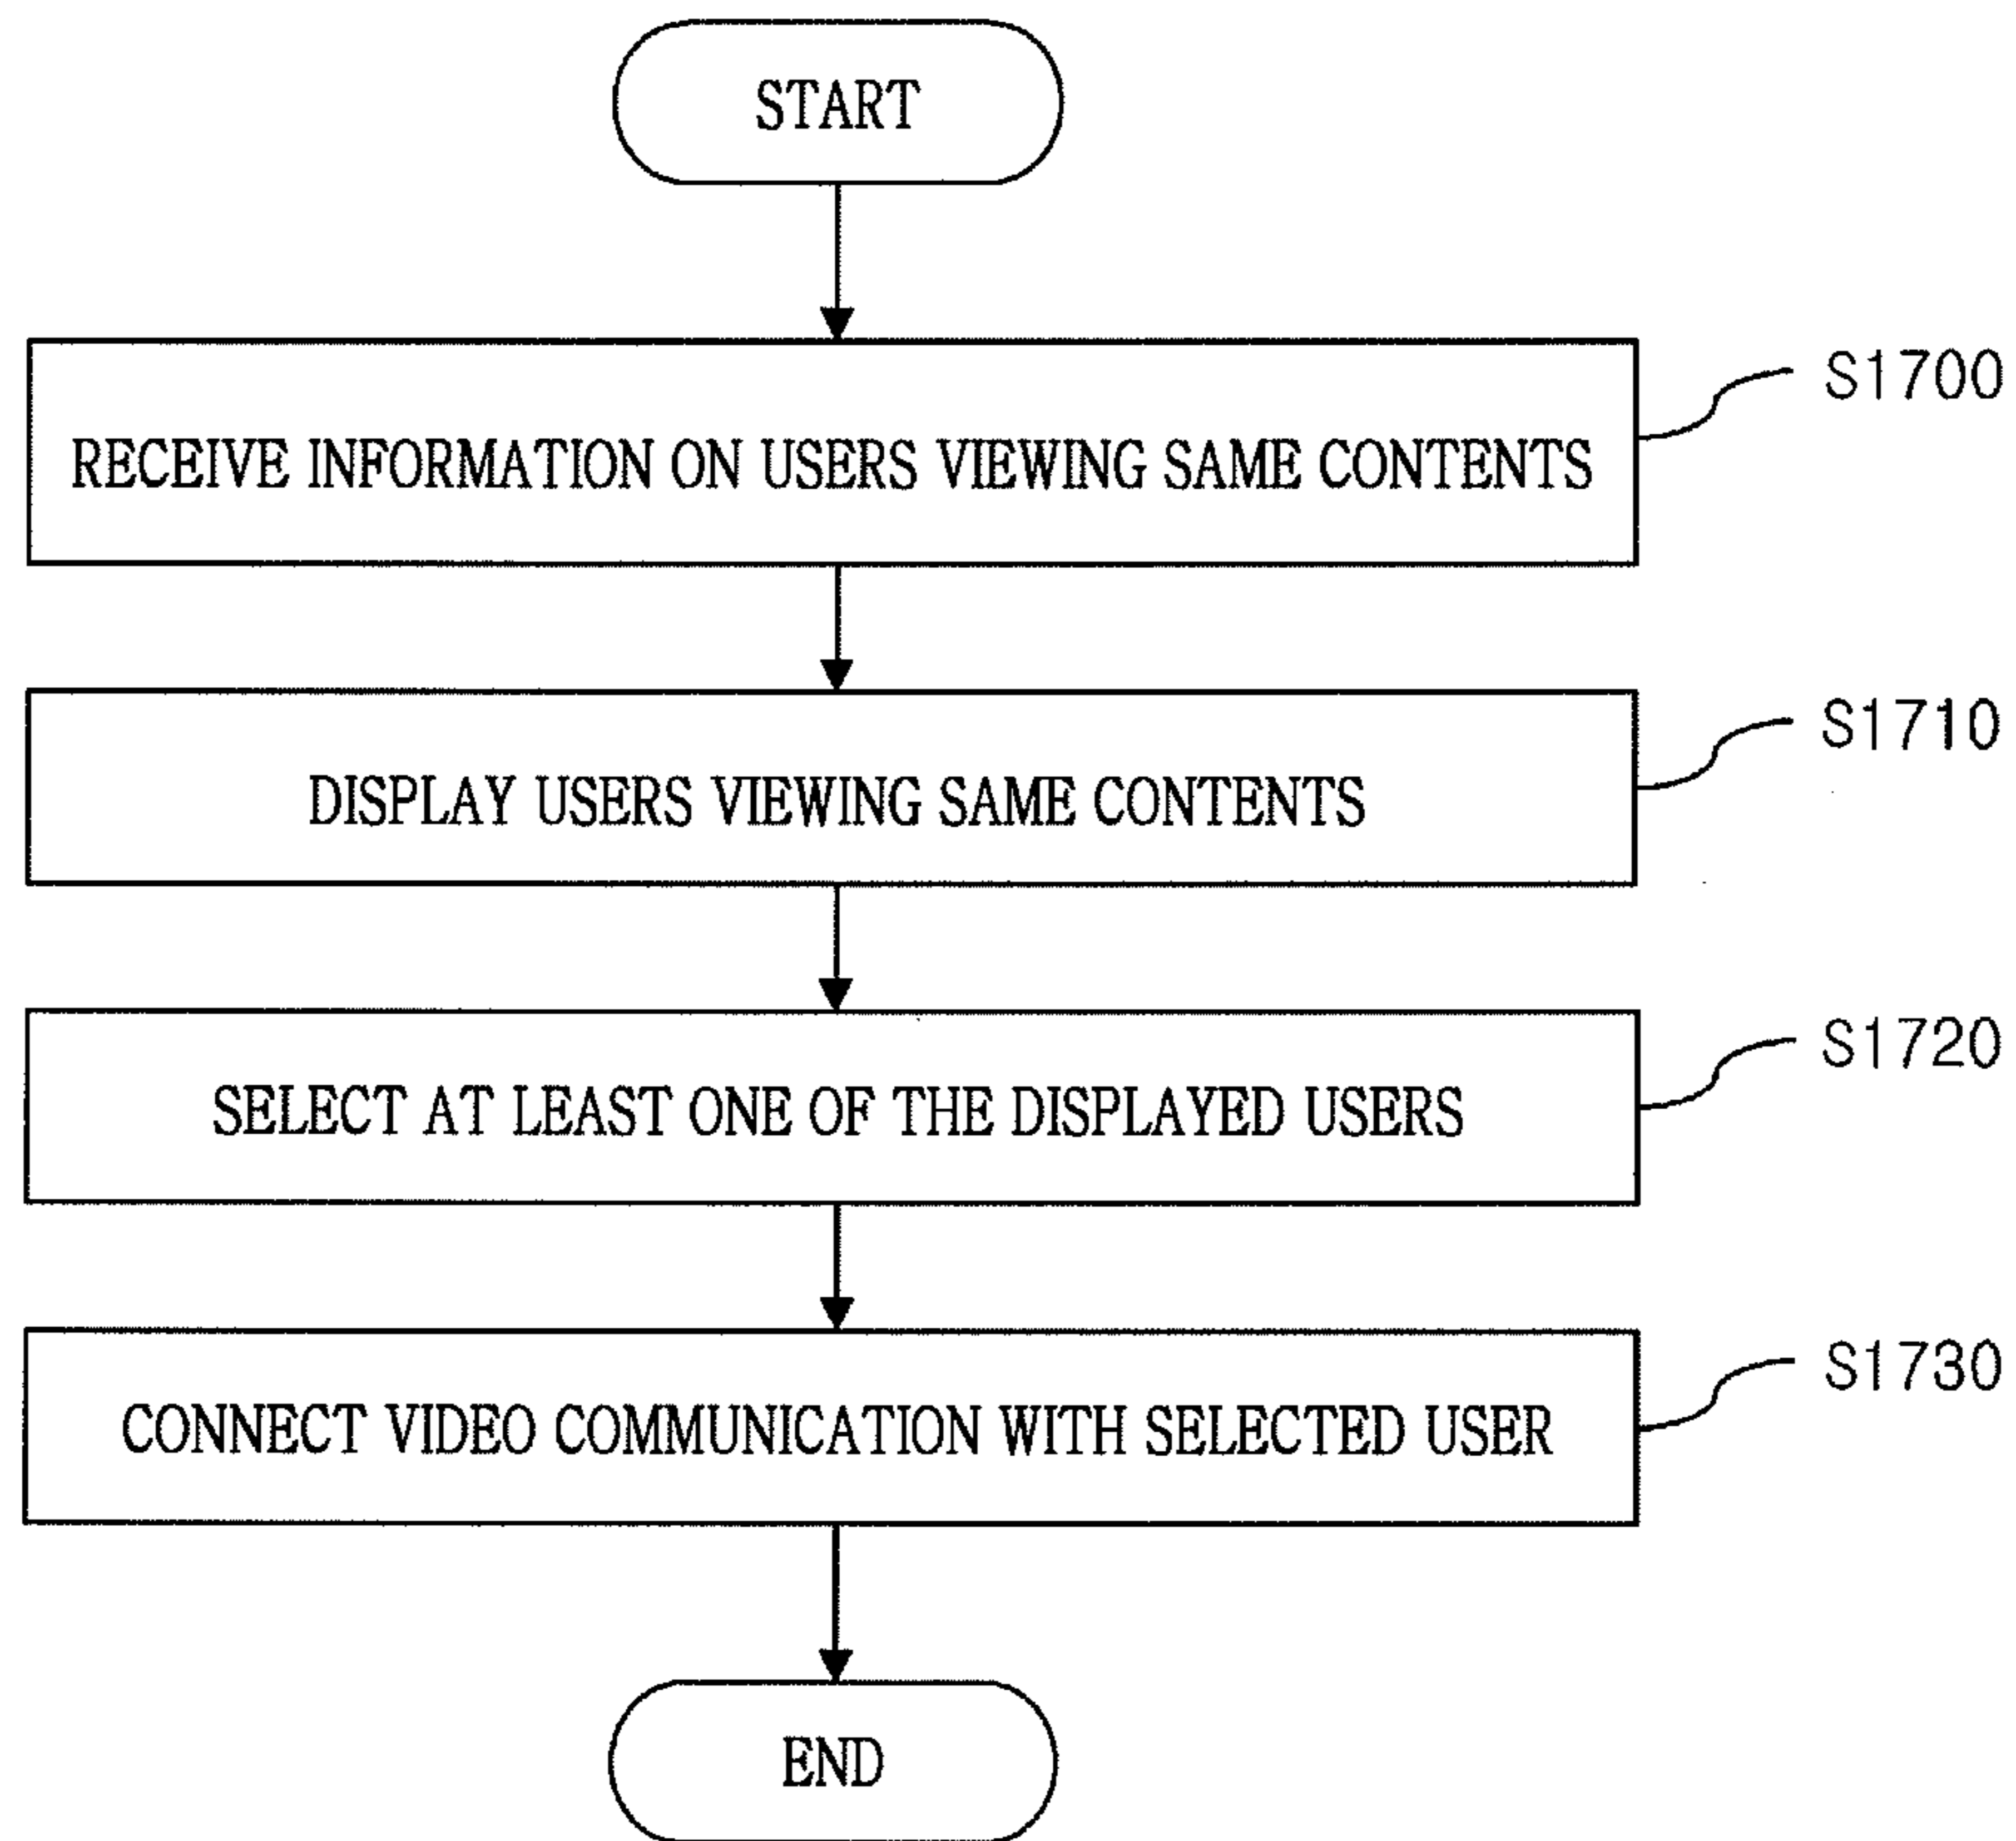 START
RECEIVE INFORMATION ON USERS VIEWING SAME CONTENTS
S1700
DISPLAY USERS VIEWING SAME CONTENTS
S1710
SELECT AT LEAST ONE OF THE DISPLAYED USERS
S1720
CONNECT VIDEO COMMUNICATION WITH SELECTED USER
S1730
END